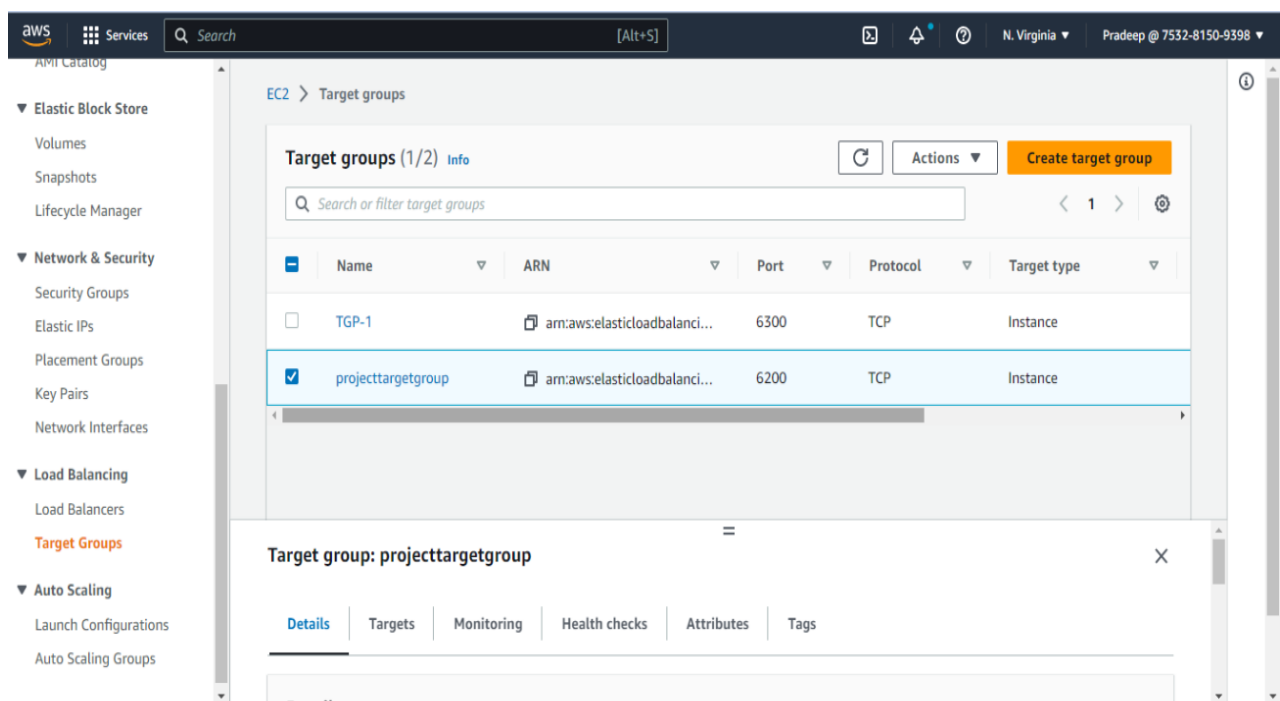 aws Services Search [Alt+S] N. Virginia ▼ Pradeep @ 7532-8150-9398 ▼
AMI Catalog
▼ Elastic Block Store
Volumes
Snapshots
Lifecycle Manager
▼ Network & Security
Security Groups
Elastic IPs
Placement Groups
Key Pairs
Network Interfaces
▼ Load Balancing
Load Balancers
Target Groups
▼ Auto Scaling
Launch Configurations
Auto Scaling Groups
EC2 > Target groups
Target groups (1/2) Info Actions ▼ Create target group
Search or filter target groups < 1 >
Name ARN Port Protocol Target type
TGP-1 arn:aws:elasticloadbalanci... 6300 TCP Instance
projecttargetgroup arn:aws:elasticloadbalanci... 6200 TCP Instance
Target group: projecttargetgroup
Details Targets Monitoring Health checks Attributes Tags